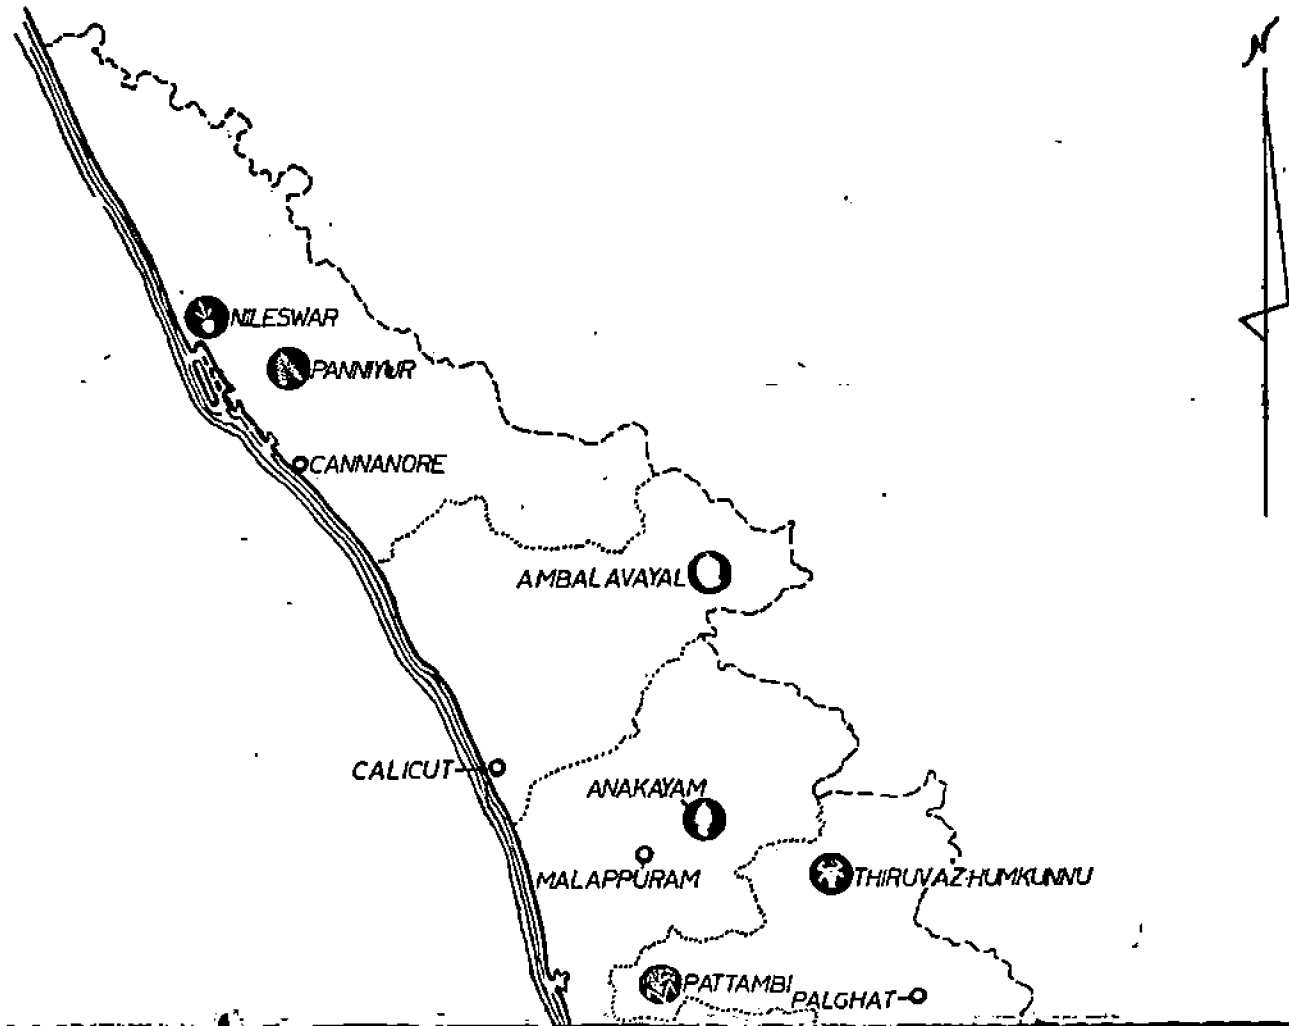 N
NILESWAR
PANNIYUR
CANNANORE
AMBALAVAYAL
CALICUT
ANAKAYAM
MALAPPURAM
THIRUVAZHUMKUNNU
PATTAMBI
PALGHAT